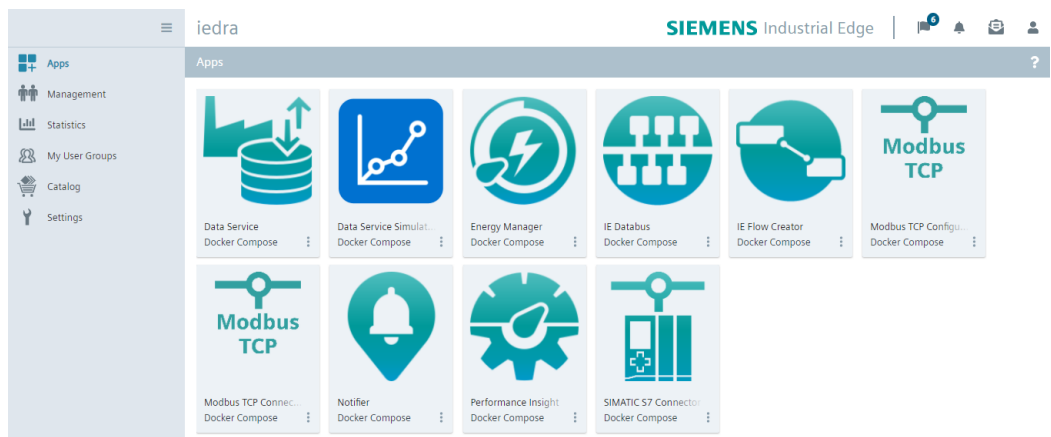 iedra
SIEMENS Industrial Edge
6
Apps
Management
Statistics
My User Groups
Catalog
Settings
Apps
?
Data Service
Docker Compose
Data Service Simulat...
Docker Compose
Energy Manager
Docker Compose
IE Databus
Docker Compose
IE Flow Creator
Docker Compose
Modbus
TCP
Modbus TCP Configu...
Docker Compose
Modbus
TCP
Modbus TCP Connec...
Docker Compose
Notifier
Docker Compose
Performance Insight
Docker Compose
SIMATIC S7 Connector
Docker Compose